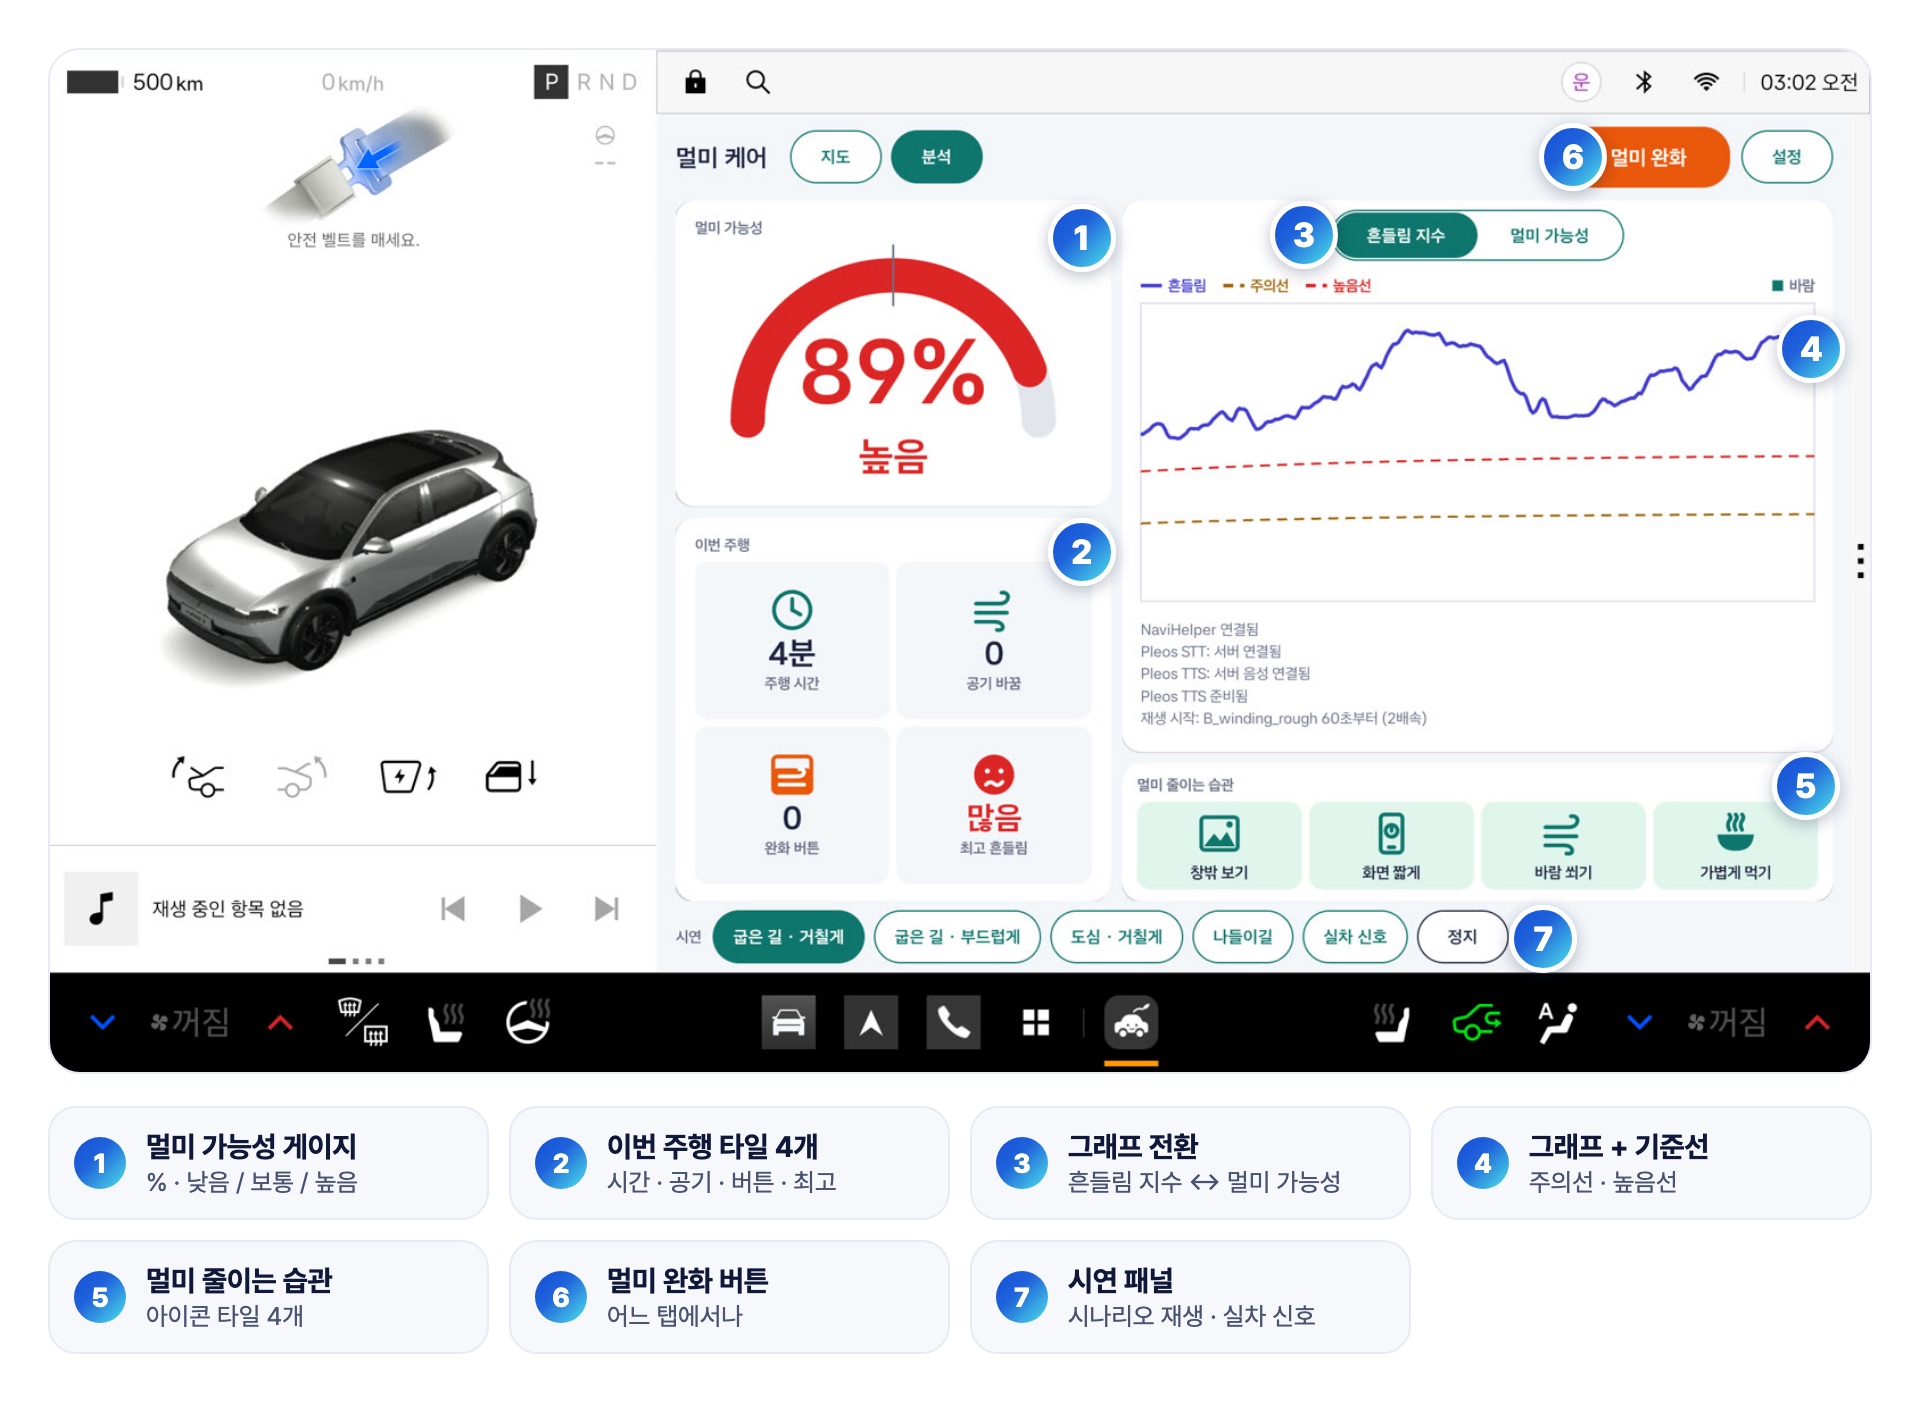 500 km
0 km/h
P R N D
운
03:02 오전
--
안전 벨트를 매세요.
멀미 케어
지도
분석
6
멀미 완화
설정
멀미 가능성
1
89%
높음
3
흔들림 지수
멀미 가능성
흔들림
주의선
높음선
바람
4
이번 주행
2
4분
주행 시간
0
공기 바꿈
0
완화 버튼
많음
최고 흔들림
NaviHelper 연결됨
Pleos STT: 서버 연결됨
Pleos TTS: 서버 음성 연결됨
Pleos TTS 준비됨
재생 시작: B_winding_rough 60초부터 (2배속)
멀미 줄이는 습관
5
창밖 보기
화면 짧게
바람 쐬기
가볍게 먹기
재생 중인 항목 없음
시연
굽은 길 · 거칠게
굽은 길 · 부드럽게
도심 · 거칠게
나들이길
실차 신호
정지
7
꺼짐
A
꺼짐
1
멀미 가능성 게이지
% · 낮음 / 보통 / 높음
2
이번 주행 타일 4개
시간 · 공기 · 버튼 · 최고
3
그래프 전환
흔들림 지수 ↔ 멀미 가능성
4
그래프 + 기준선
주의선 · 높음선
5
멀미 줄이는 습관
아이콘 타일 4개
6
멀미 완화 버튼
어느 탭에서나
7
시연 패널
시나리오 재생 · 실차 신호